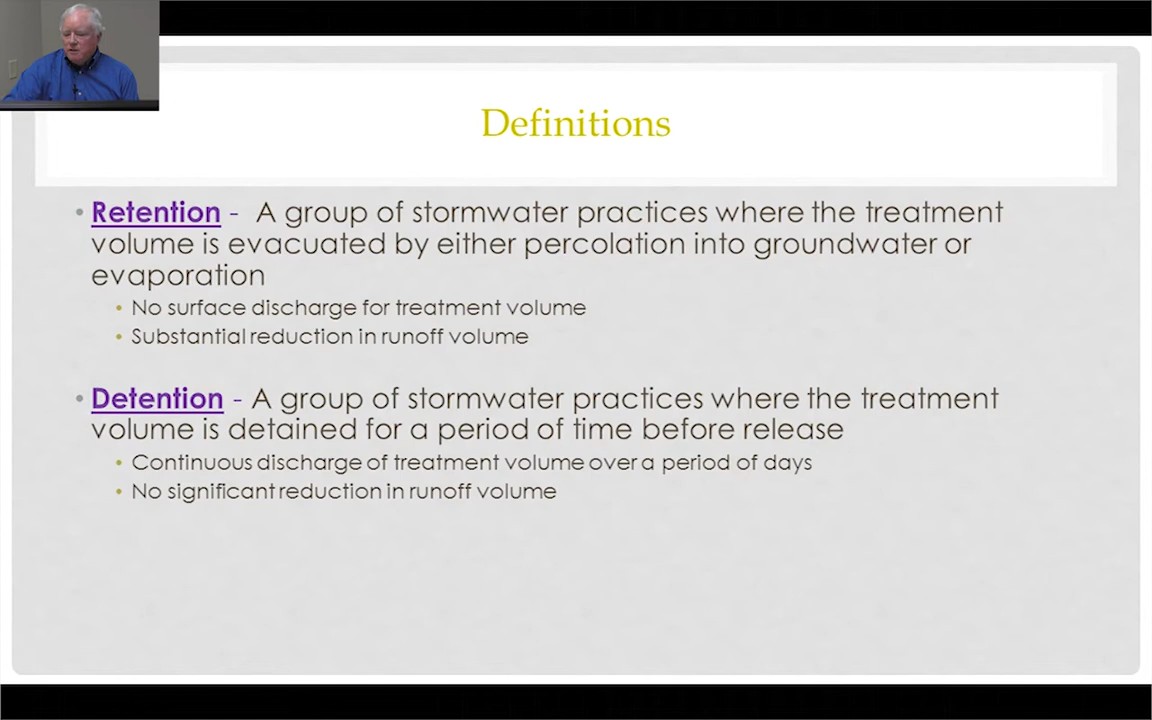 Definitions
• Retention - A group of stormwater practices where the treatment
volume is evacuated by either percolation into groundwater or
evaporation
• No surface discharge for treatment volume
• Substantial reduction in runoff volume
• Detention - A group of stormwater practices where the treatment
volume is detained for a period of time before release
• Continuous discharge of treatment volume over a period of days
• No significant reduction in runoff volume